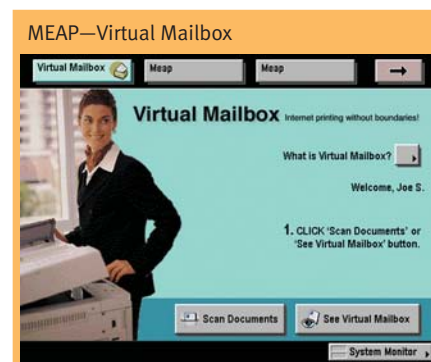 MEAP—Virtual Mailbox
Virtual Mailbox
Meap
Meap
Virtual Mailbox Internet printing without boundaries!
What is Virtual Mailbox?
Welcome, Joe S.
1. CLICK 'Scan Documents' or
'See Virtual Mailbox' button.
Scan Documents
See Virtual Mailbox
System Monitor